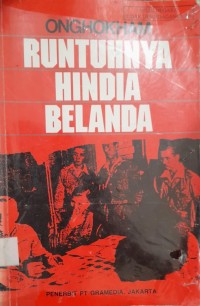 ONGHOKHAM
RUNTUHNYA
HINDIA
BELANDA
PENERBIT PT GRAMEDIA, JAKARTA